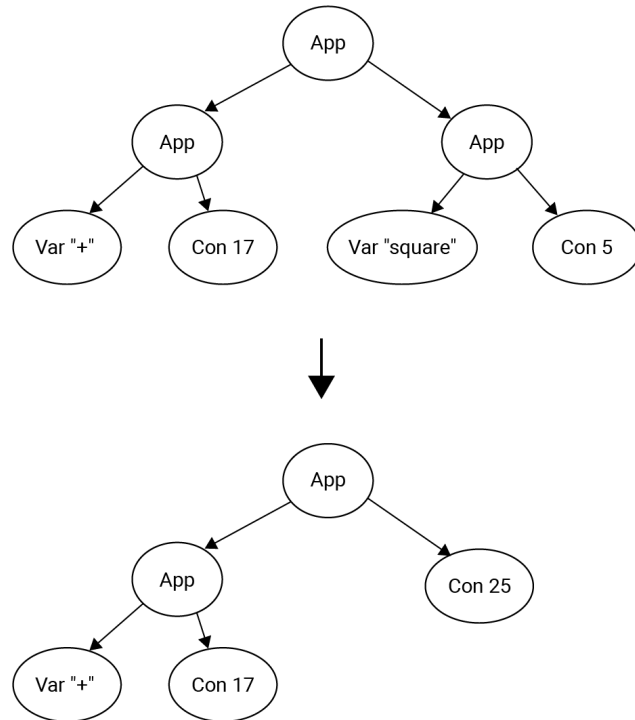 App
App
App
Var "+"
Con 17
Var "square"
Con 5
App
App
Con 25
Var "+"
Con 17